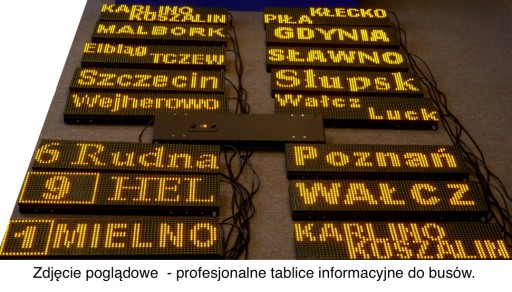 KARLINO
KOSZALIN
MALBORK
Elbląg
TCZEW
Szczecin
Wejherowo
6 Rudna
9 HEL
1 MIELNO
PIŁA KŁECKO
GDYNIA
SŁAWNO
Słupsk
Wałcz
Luck
Poznań
WAŁCZ
KARLINO
KOSZALIN
Zdjęcie poglądowe - profesjonalne tablice informacyjne do busów.